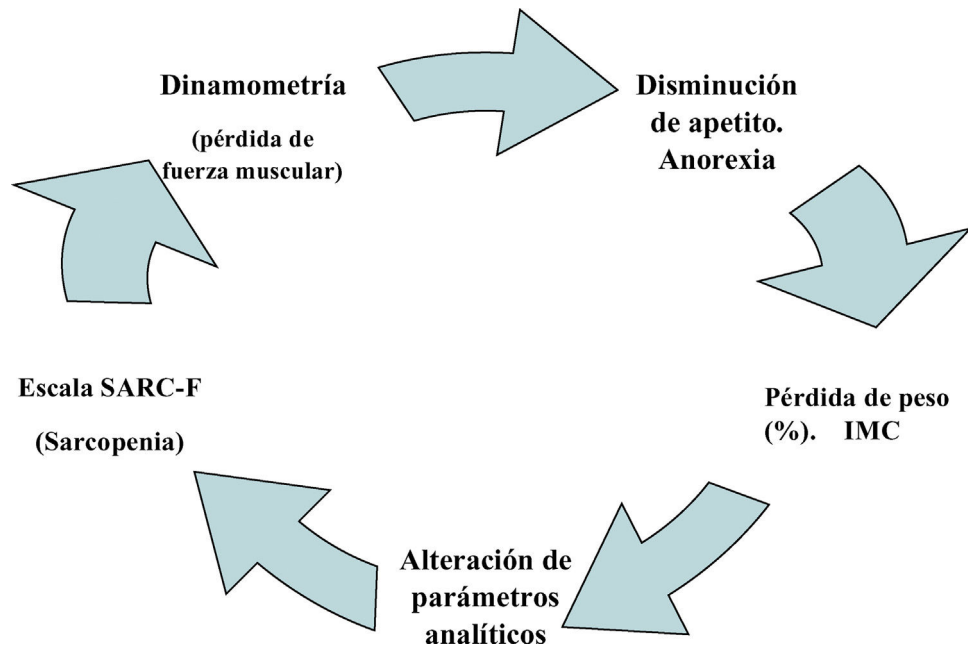 Dinamometría
(pérdida de
fuerza muscular)
Disminución
de apetito.
Anorexia
Pérdida de peso
(%). IMC
Alteración de
parámetros
analíticos
Escala SARC-F
(Sarcopenia)